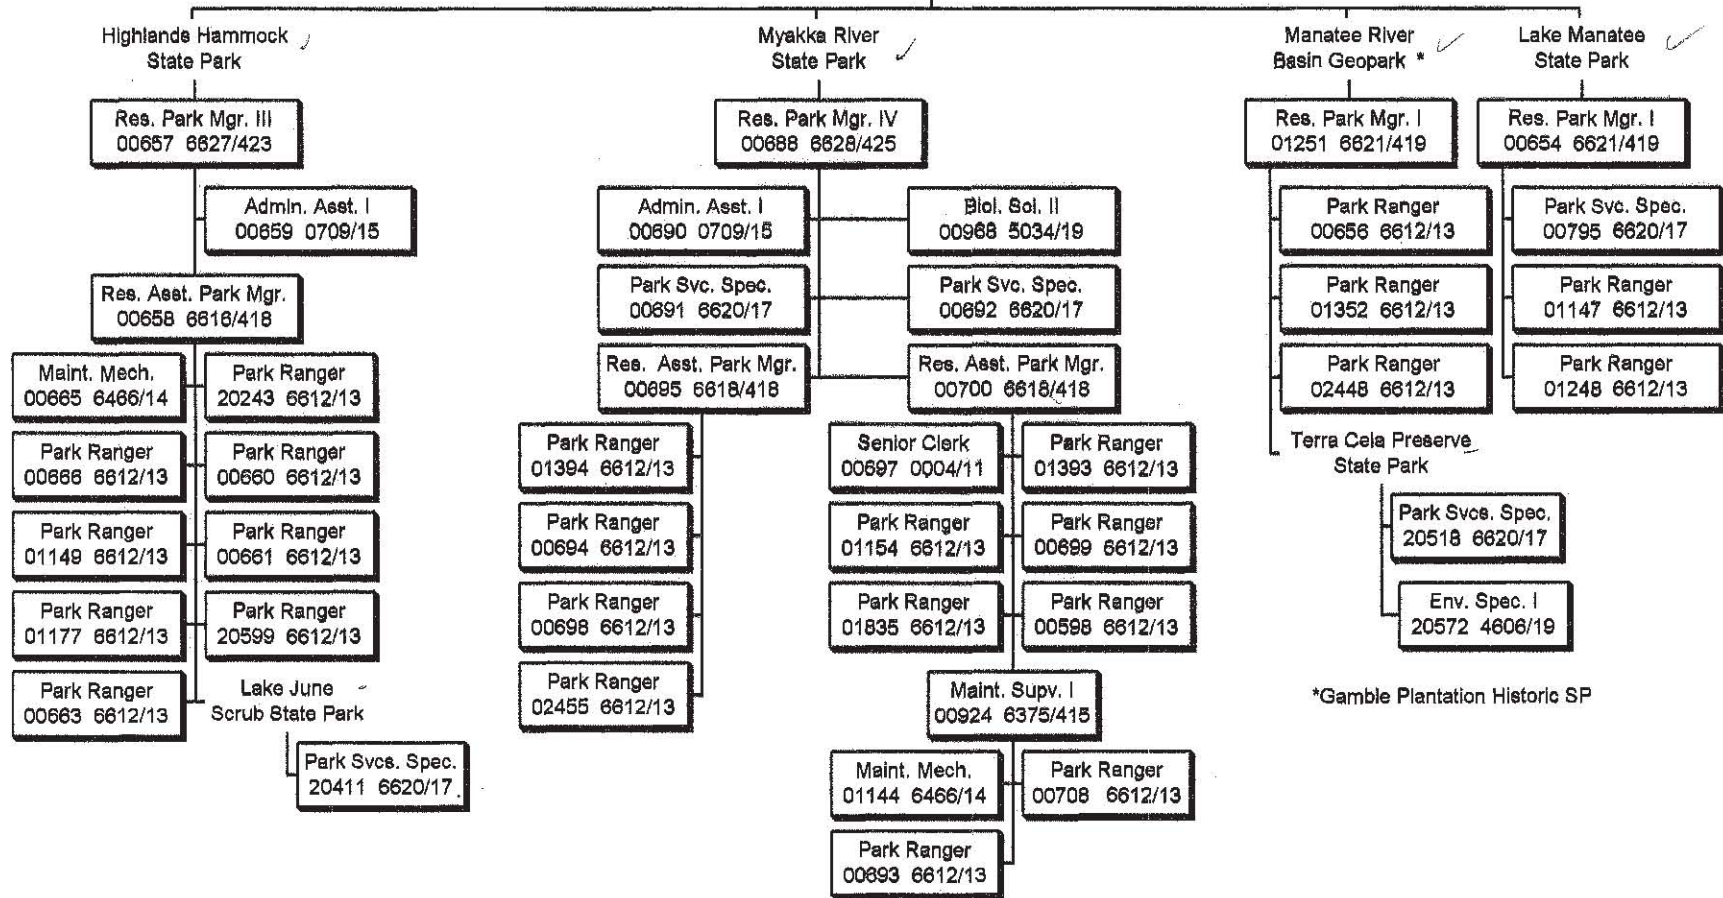 Highlands Hammock
State Park
Res. Park Mgr. III
00657 6627/423
Admin. Asst. I
00659 0709/15
Res. Asst. Park Mgr.
00658 6616/418
Maint. Mech.
00665 6466/14
Park Ranger
20243 6612/13
Park Ranger
00666 6612/13
Park Ranger
00660 6612/13
Park Ranger
01149 6612/13
Park Ranger
00661 6612/13
Park Ranger
01177 6612/13
Park Ranger
20599 6612/13
Park Ranger
00663 6612/13
Lake June
Scrub State Park
Park Svcs. Spec.
20411 6620/17
Myakka River
State Park
Res. Park Mgr. IV
00688 6628/425
Admin. Asst. I
00690 0709/15
Biol. Sci. II
00968 5034/19
Park Svc. Spec.
00691 6620/17
Park Svc. Spec.
00692 6620/17
Res. Asst. Park Mgr.
00695 6618/418
Res. Asst. Park Mgr.
00700 6618/418
Park Ranger
01394 6612/13
Park Ranger
00694 6612/13
Park Ranger
00698 6612/13
Park Ranger
02455 6612/13
Senior Clerk
00697 0004/11
Park Ranger
01393 6612/13
Park Ranger
01154 6612/13
Park Ranger
00699 6612/13
Park Ranger
01835 6612/13
Park Ranger
00598 6612/13
Maint. Supv. I
00924 6375/415
Maint. Mech.
01144 6466/14
Park Ranger
00708 6612/13
Park Ranger
00693 6612/13
Manatee River
Basin Geopark *
Res. Park Mgr. I
01251 6621/419
Park Ranger
00656 6612/13
Park Ranger
01352 6612/13
Park Ranger
02448 6612/13
Terra Ceia Preserve
State Park
Park Svcs. Spec.
20518 6620/17
Env. Spec. I
20572 4606/19
Lake Manatee
State Park
Res. Park Mgr. I
00654 6621/419
Park Svc. Spec.
00795 6620/17
Park Ranger
01147 6612/13
Park Ranger
01248 6612/13
*Gamble Plantation Historic SP